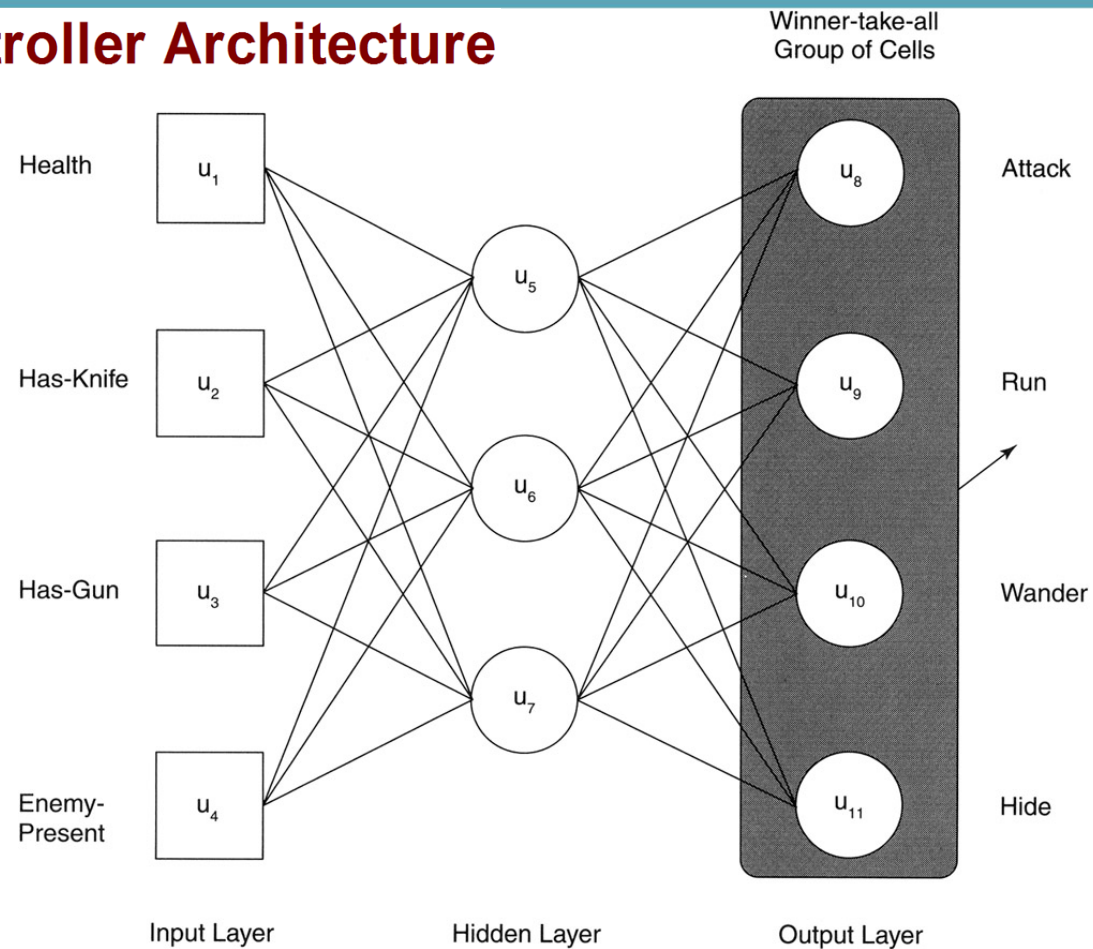 troller Architecture
Winner-take-all
Group of Cells
Health
u1
u8
Attack
u5
Has-Knife
u2
u9
Run
u6
Has-Gun
u3
u10
Wander
u7
Enemy-
Present
u4
u11
Hide
Input Layer
Hidden Layer
Output Layer